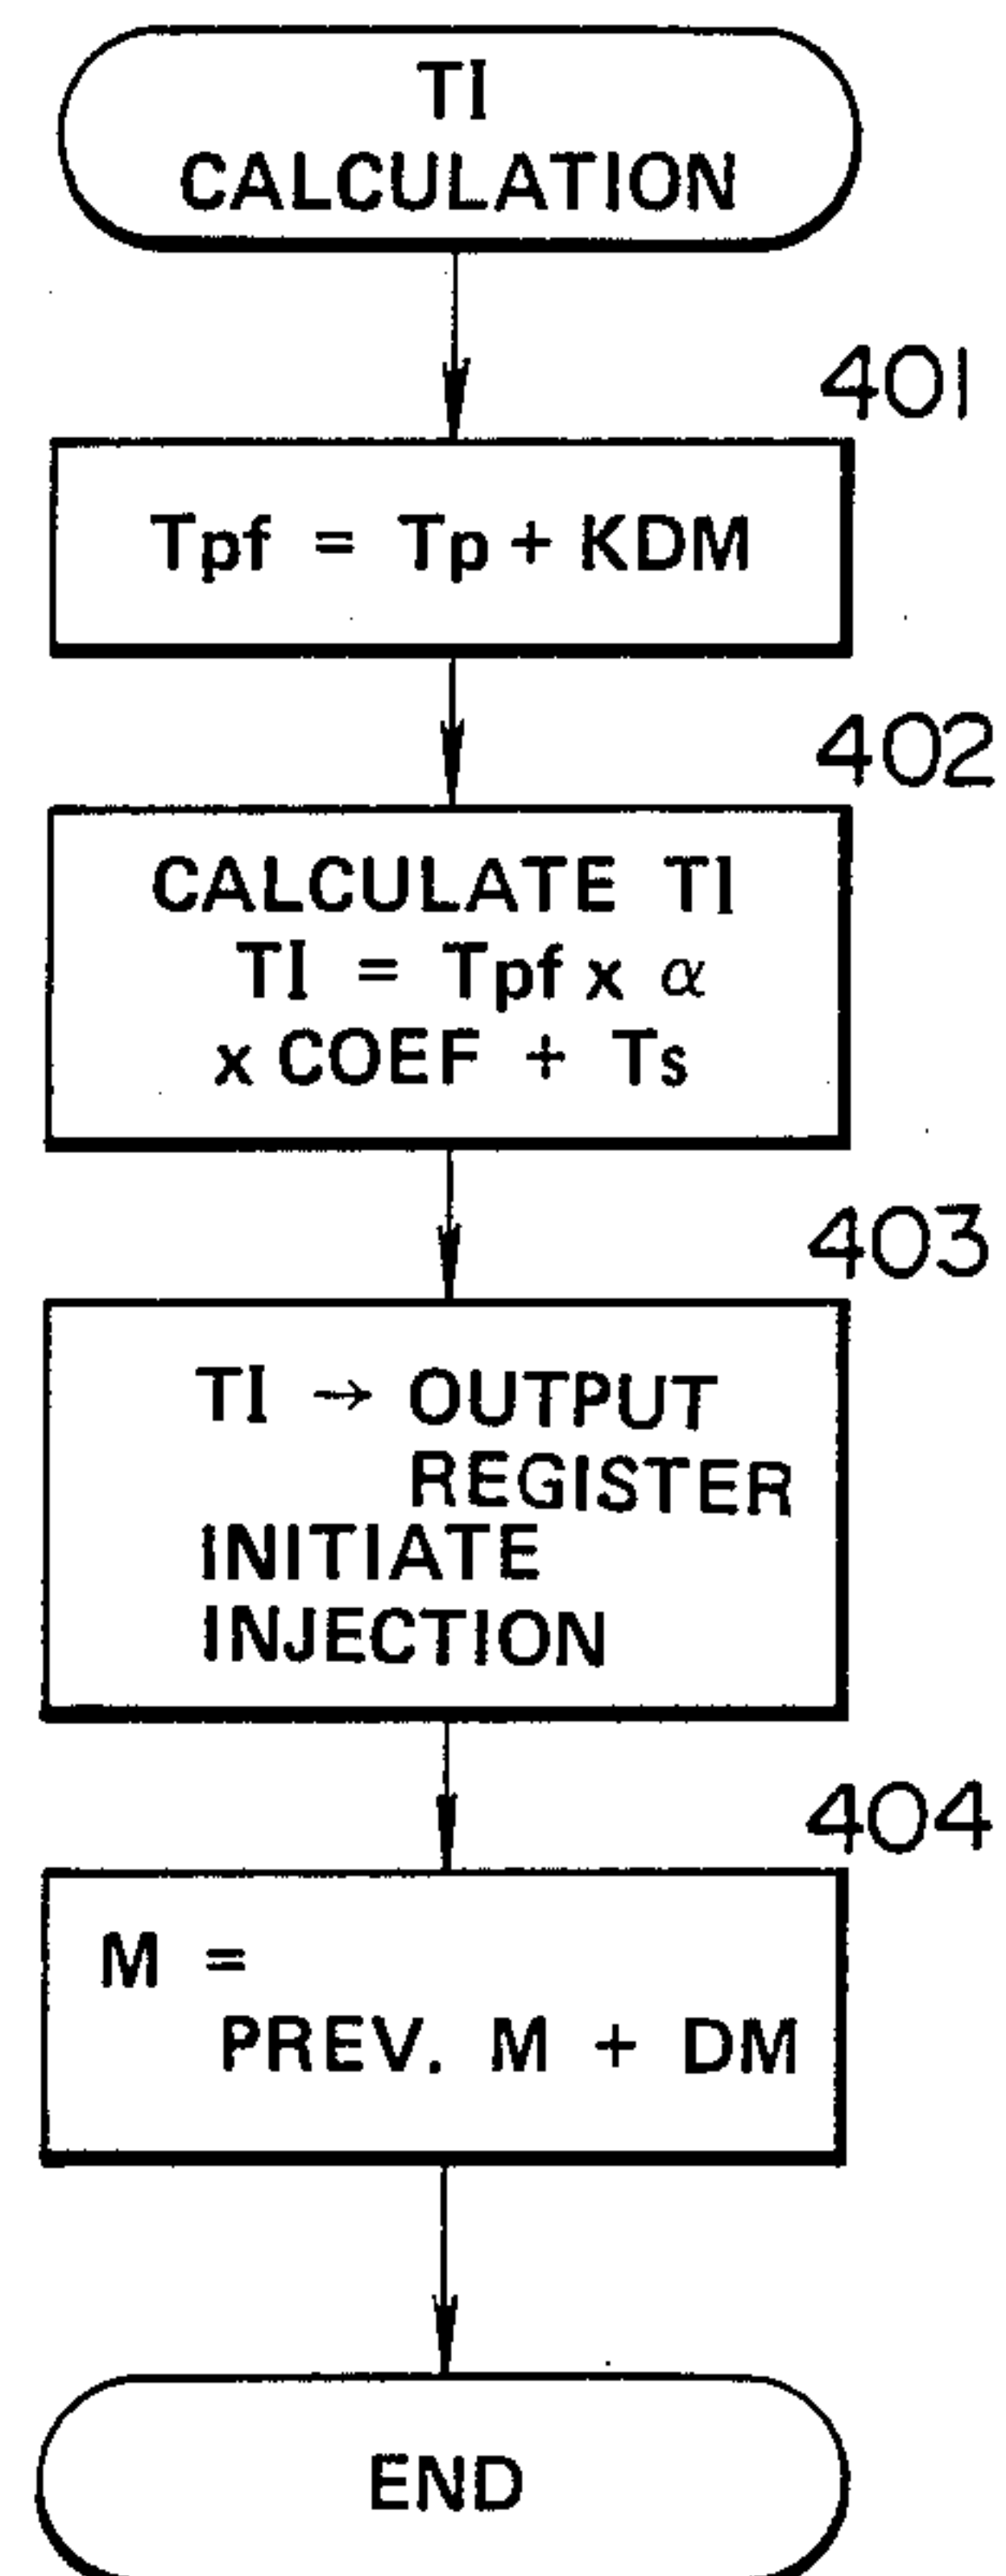 TI
CALCULATION
401
Tpf = Tp + KDM
402
CALCULATE TI
TI = Tpf x α
x COEF + Ts
403
TI → OUTPUT
REGISTER
INITIATE
INJECTION
404
M =
PREV. M + DM
END